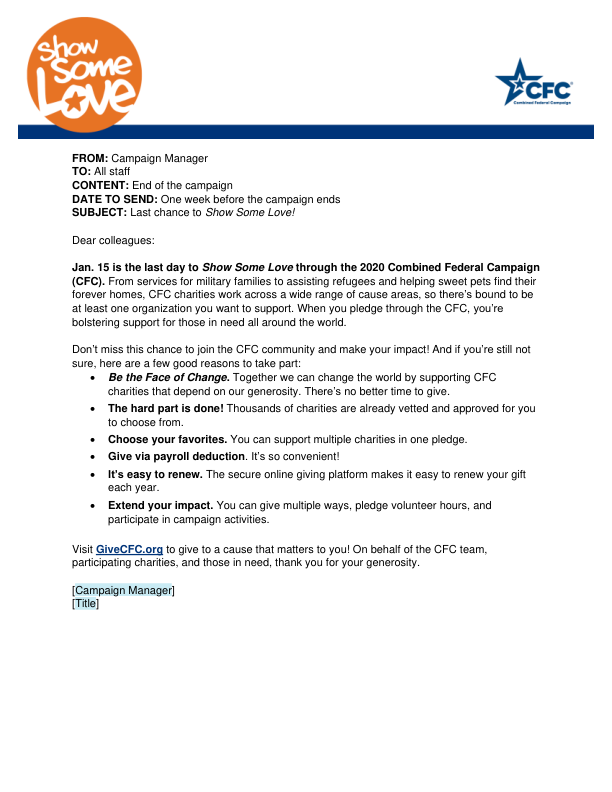 show
some
Love
CFC
Combined Federal Campaign
FROM: Campaign Manager
TO: All staff
CONTENT: End of the campaign
DATE TO SEND: One week before the campaign ends
SUBJECT: Last chance to Show Some Love!
Dear colleagues:
Jan. 15 is the last day to Show Some Love through the 2020 Combined Federal Campaign
(CFC). From services for military families to assisting refugees and helping sweet pets find their
forever homes, CFC charities work across a wide range of cause areas, so there's bound to be
at least one organization you want to support. When you pledge through the CFC, you're
bolstering support for those in need all around the world.
Don't miss this chance to join the CFC community and make your impact! And if you're still not
sure, here are a few good reasons to take part:
• Be the Face of Change. Together we can change the world by supporting CFC
charities that depend on our generosity. There's no better time to give.
• The hard part is done! Thousands of charities are already vetted and approved for you
to choose from.
• Choose your favorites. You can support multiple charities in one pledge.
• Give via payroll deduction. It's so convenient!
• It's easy to renew. The secure online giving platform makes it easy to renew your gift
each year.
• Extend your impact. You can give multiple ways, pledge volunteer hours, and
participate in campaign activities.
Visit GiveCFC.org to give to a cause that matters to you! On behalf of the CFC team,
participating charities, and those in need, thank you for your generosity.
[Campaign Manager]
[Title]